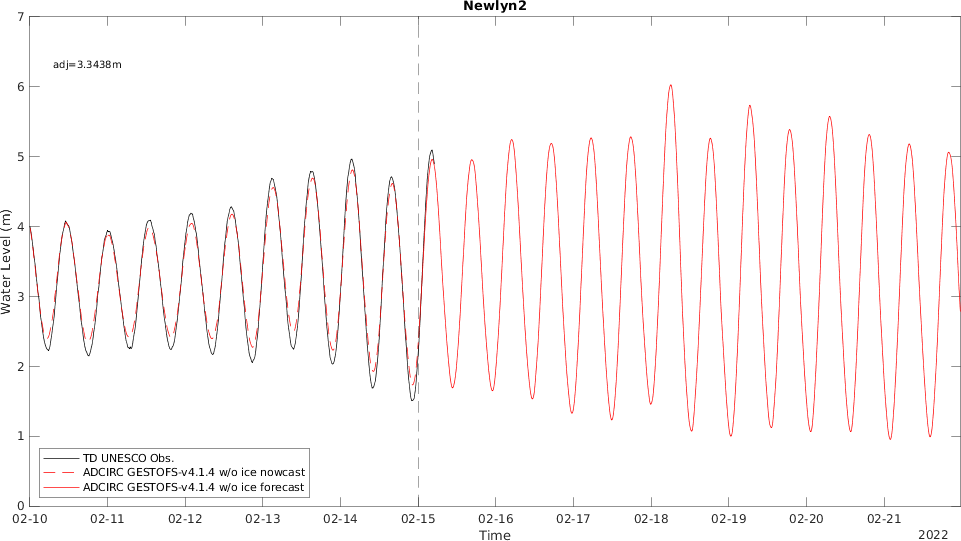 Newlyn2
adj=3.3438m
Water Level (m)
7
6
5
4
3
2
1
0
TD UNESCO Obs.
ADCIRC GESTOFS-v4.1.4 w/o ice nowcast
ADCIRC GESTOFS-v4.1.4 w/o ice forecast
02-10 02-11 02-12 02-13 02-14 02-15 02-16 02-17 02-18 02-19 02-20 02-21
Time
2022